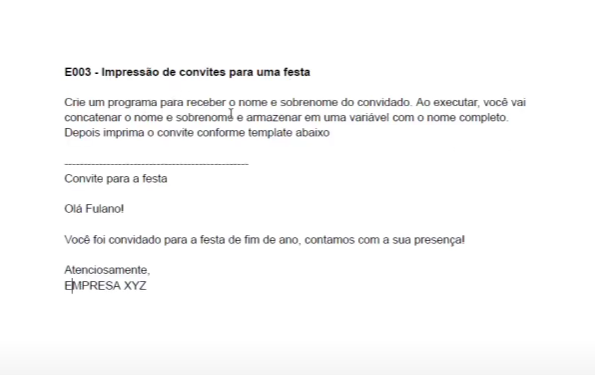 E003 - Impressão de convites para uma festa
Crie um programa para receber o nome e sobrenome do convidado. Ao executar, você vai
concatenar o nome e sobrenome e armazenar em uma variável com o nome completo.
Depois imprima o convite conforme template abaixo
------------------------------------------------
Convite para a festa
Olá Fulano!
Você foi convidado para a festa de fim de ano, contamos com a sua presença!
Atenciosamente,
EMPRESA XYZ